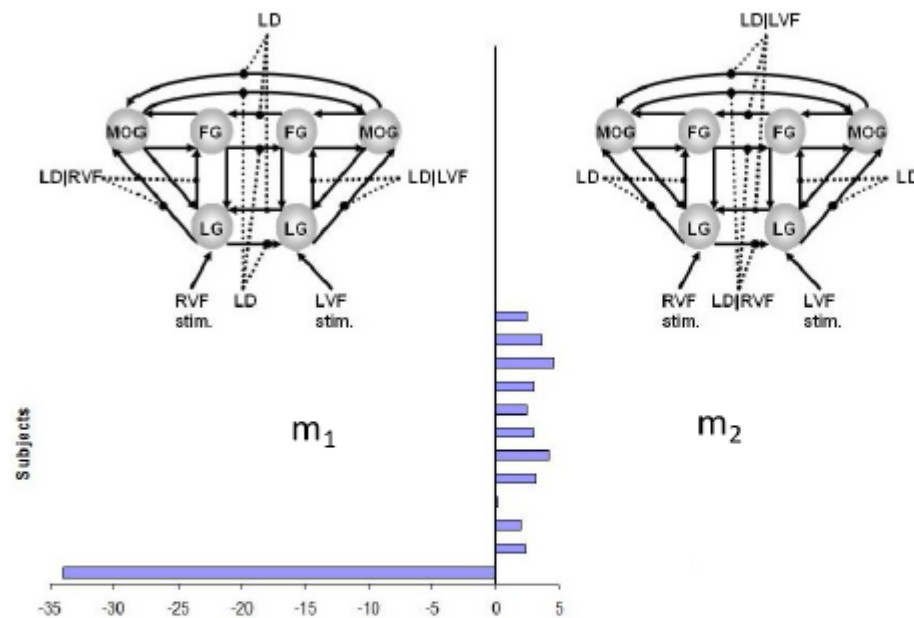 LD
LD|LVF
MOG FG FG MOG
MOG FG FG MOG
LD|RVF LD|LVF
LD LD
LG LG
LG LG
RVF stim.
LD
LVF stim.
RVF stim.
LD|RVF
LVF stim.
m1
m2
Subjects
-35 -30 -25 -20 -15 -10 -5 0 5